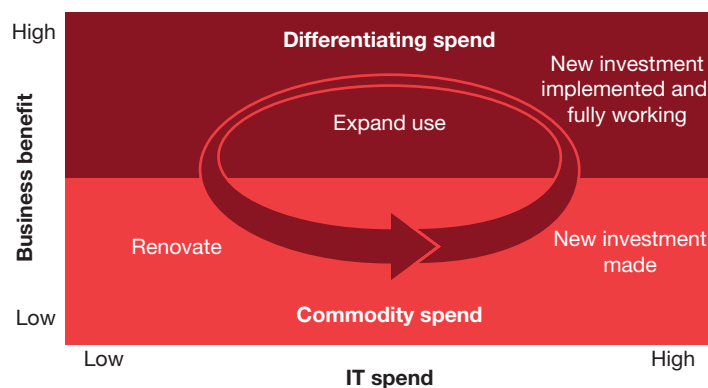 High
Differentiating spend
New investment
implemented and
fully working
Expand use
Business benefit
Renovate
New investment
made
Low
Commodity spend
Low
High
IT spend